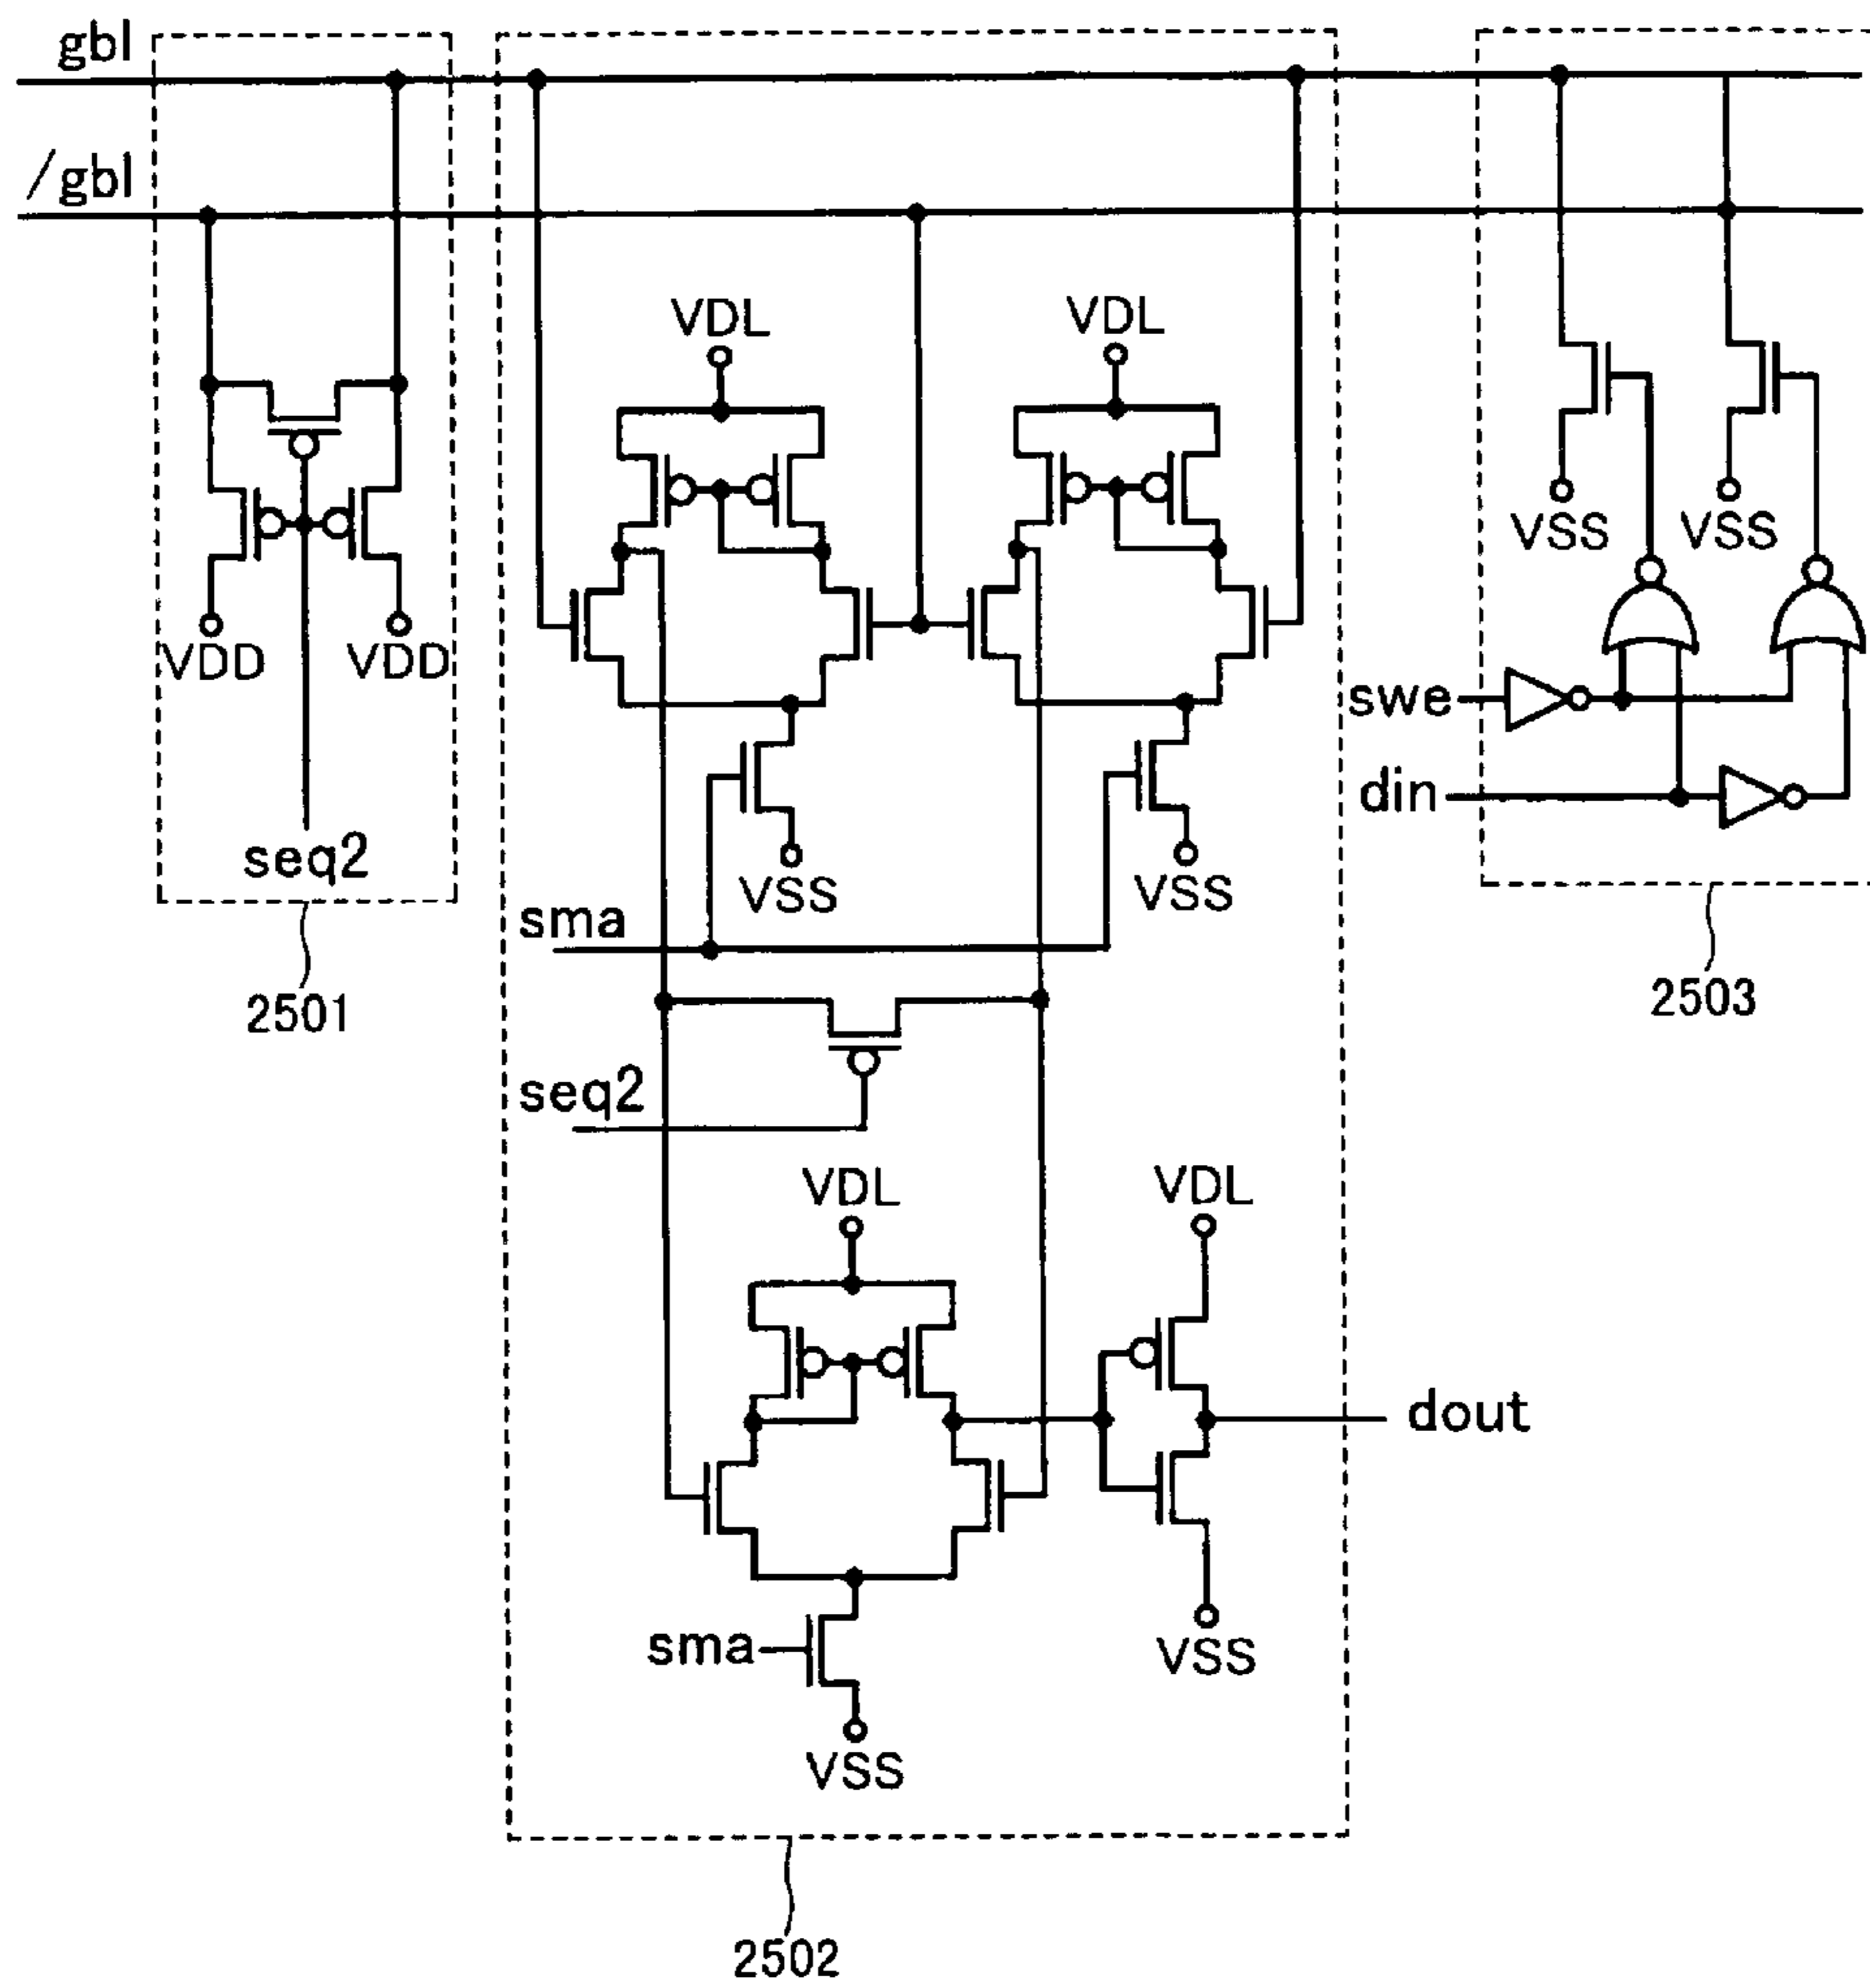 gbl
/gbl
VDL
VDL
VSS
VSS
VDD
VDD
swe
din
seq2
VSS
VSS
sma
2501
2503
seq2
VDL
VDL
dout
sma
VSS
VSS
2502